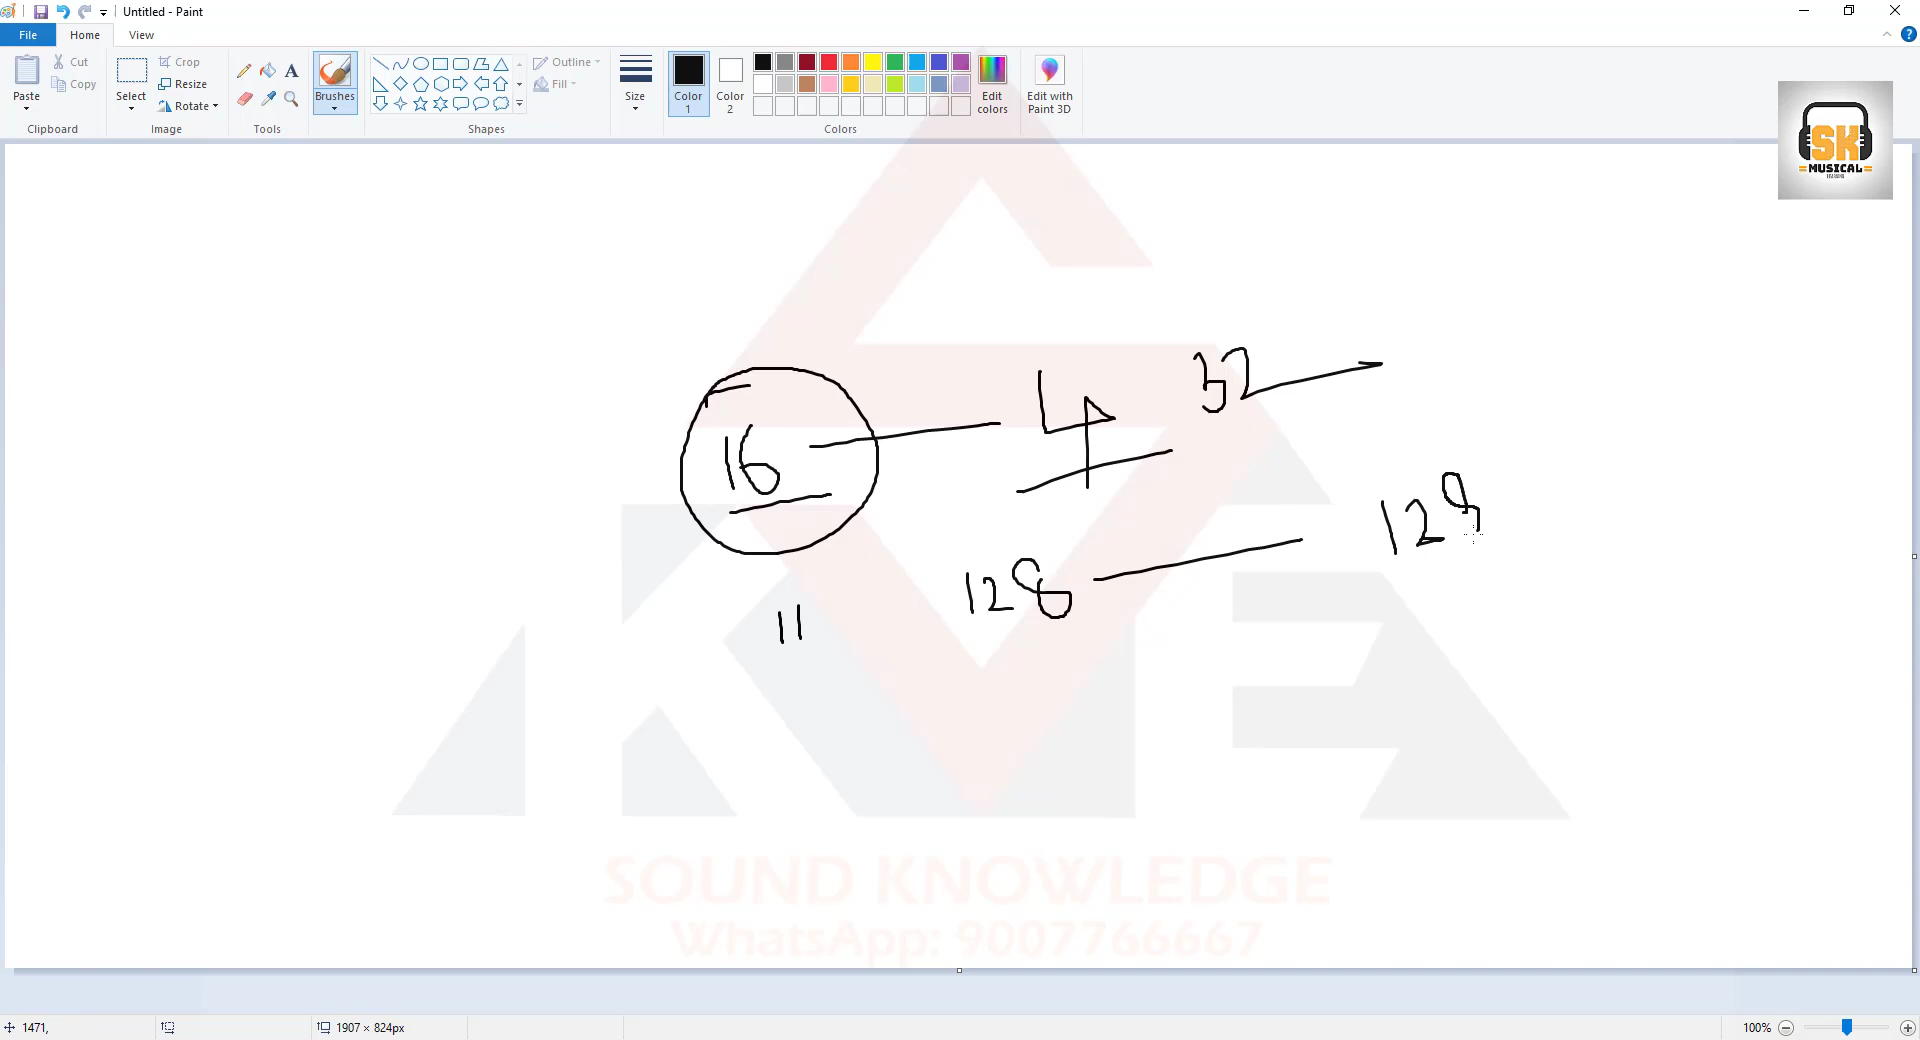 Untitled - Paint
File Home View
Paste Cut Copy Clipboard
Select Crop Resize Rotate Image
Tools
Brushes
Shapes
Outline Fill
Size
Color 1 Color 2 Edit colors Colors
Edit with Paint 3D
SK
MUSICAL
16 4 32
128 128
11
KVFA
SOUND KNOWLEDGE
WhatsApp: 9007766667
1471, 1907 × 824px 100%